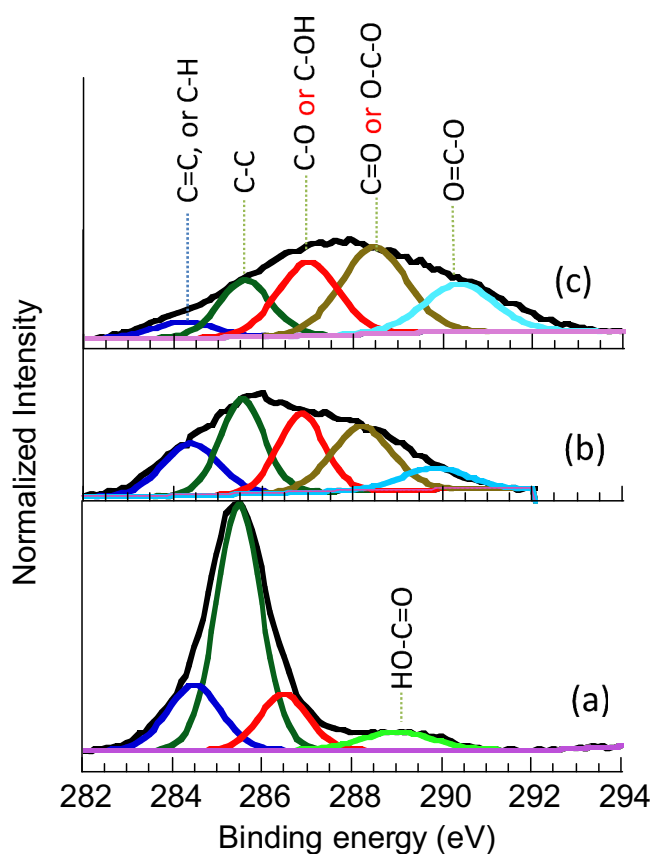 C=C, or C-H
C-C
C-O or C-OH
C=O or O-C-O
O=C-O
(c)
(b)
HO-C=O
(a)
Normalized Intensity
282 284 286 288 290 292 294
Binding energy (eV)